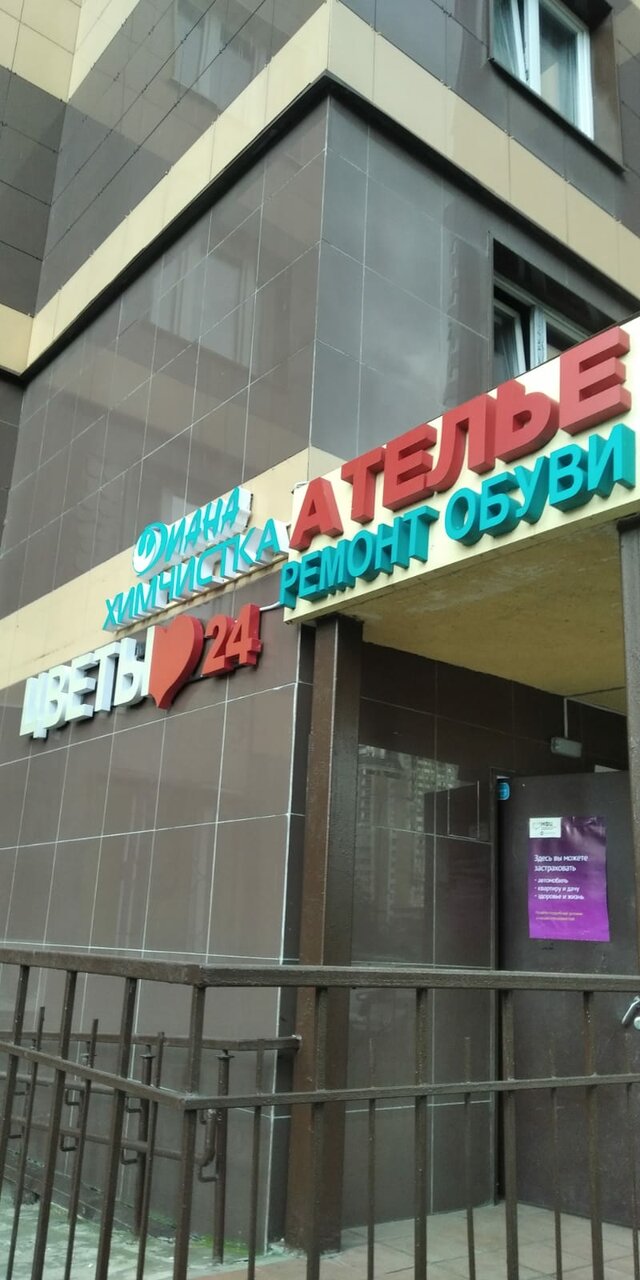 ДИАНА
ХИМЧИСТКА
ЦВЕТЫ 24
АТЕЛЬЕ
РЕМОНТ ОБУВИ
Здесь вы можете
застраховать
• автомобиль
• квартиру и дачу
• здоровье и жизнь